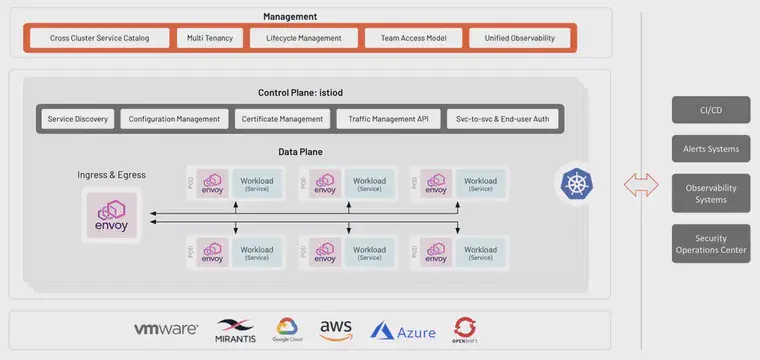 Management
Cross Cluster Service Catalog
Multi Tenancy
Lifecycle Management
Team Access Model
Unified Observability
Control Plane: istiod
Service Discovery
Configuration Management
Certificate Management
Traffic Management API
Svc-to-svc & End-user Auth
Data Plane
Ingress & Egress
envoy
POD
envoy
Workload
(Service)
POD
envoy
Workload
(Service)
POD
envoy
Workload
(Service)
POD
envoy
Workload
(Service)
POD
envoy
Workload
(Service)
POD
envoy
Workload
(Service)
CI/CD
Alerts Systems
Observability
Systems
Security
Operations Center
vmware
MIRANTIS
Google Cloud
aws
Azure
OPENSHIFT